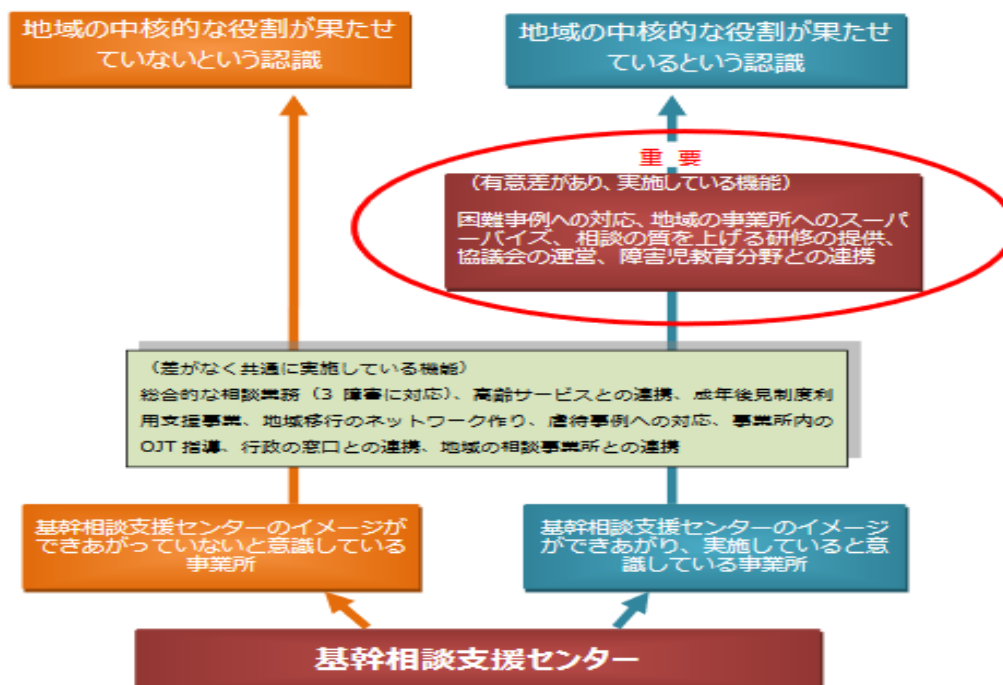 地域の中核的な役割が果たせ
ていないという認識
地域の中核的な役割が果たせ
ているという認識
重 要
（有意差があり、実施している機能）
困難事例への対応、地域の事業所へのスーパ
ーバイズ、相談の質を上げる研修の提供、
協議会の運営、障害児教育分野との連携
（差がなく共通に実施している機能）
総合的な相談業務（3 障害に対応）、高齢サービスとの連携、成年後見制度利
用支援事業、地域移行のネットワーク作り、虐待事例への対応、事業所内の
OJT 指導、行政の窓口との連携、地域の相談事業所との連携
基幹相談支援センターのイメージが
できあがっていないと意識している
事業所
基幹相談支援センターのイメージ
ができあがり、実施していると意
識している事業所
基幹相談支援センター